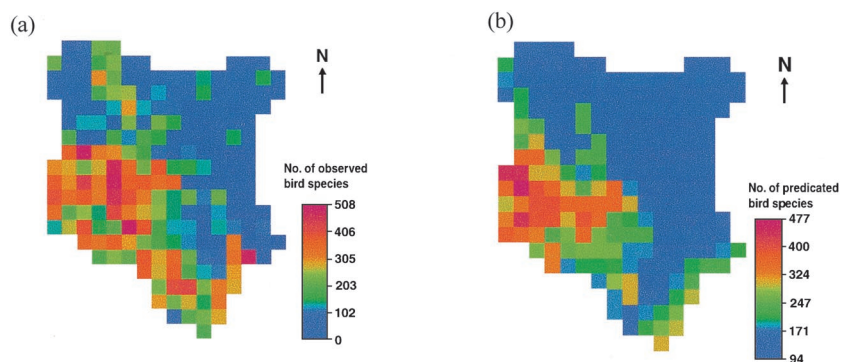 (a)
N
No. of observed
bird species
508
406
305
203
102
0
(b)
N
No. of predicated
bird species
477
400
324
247
171
94